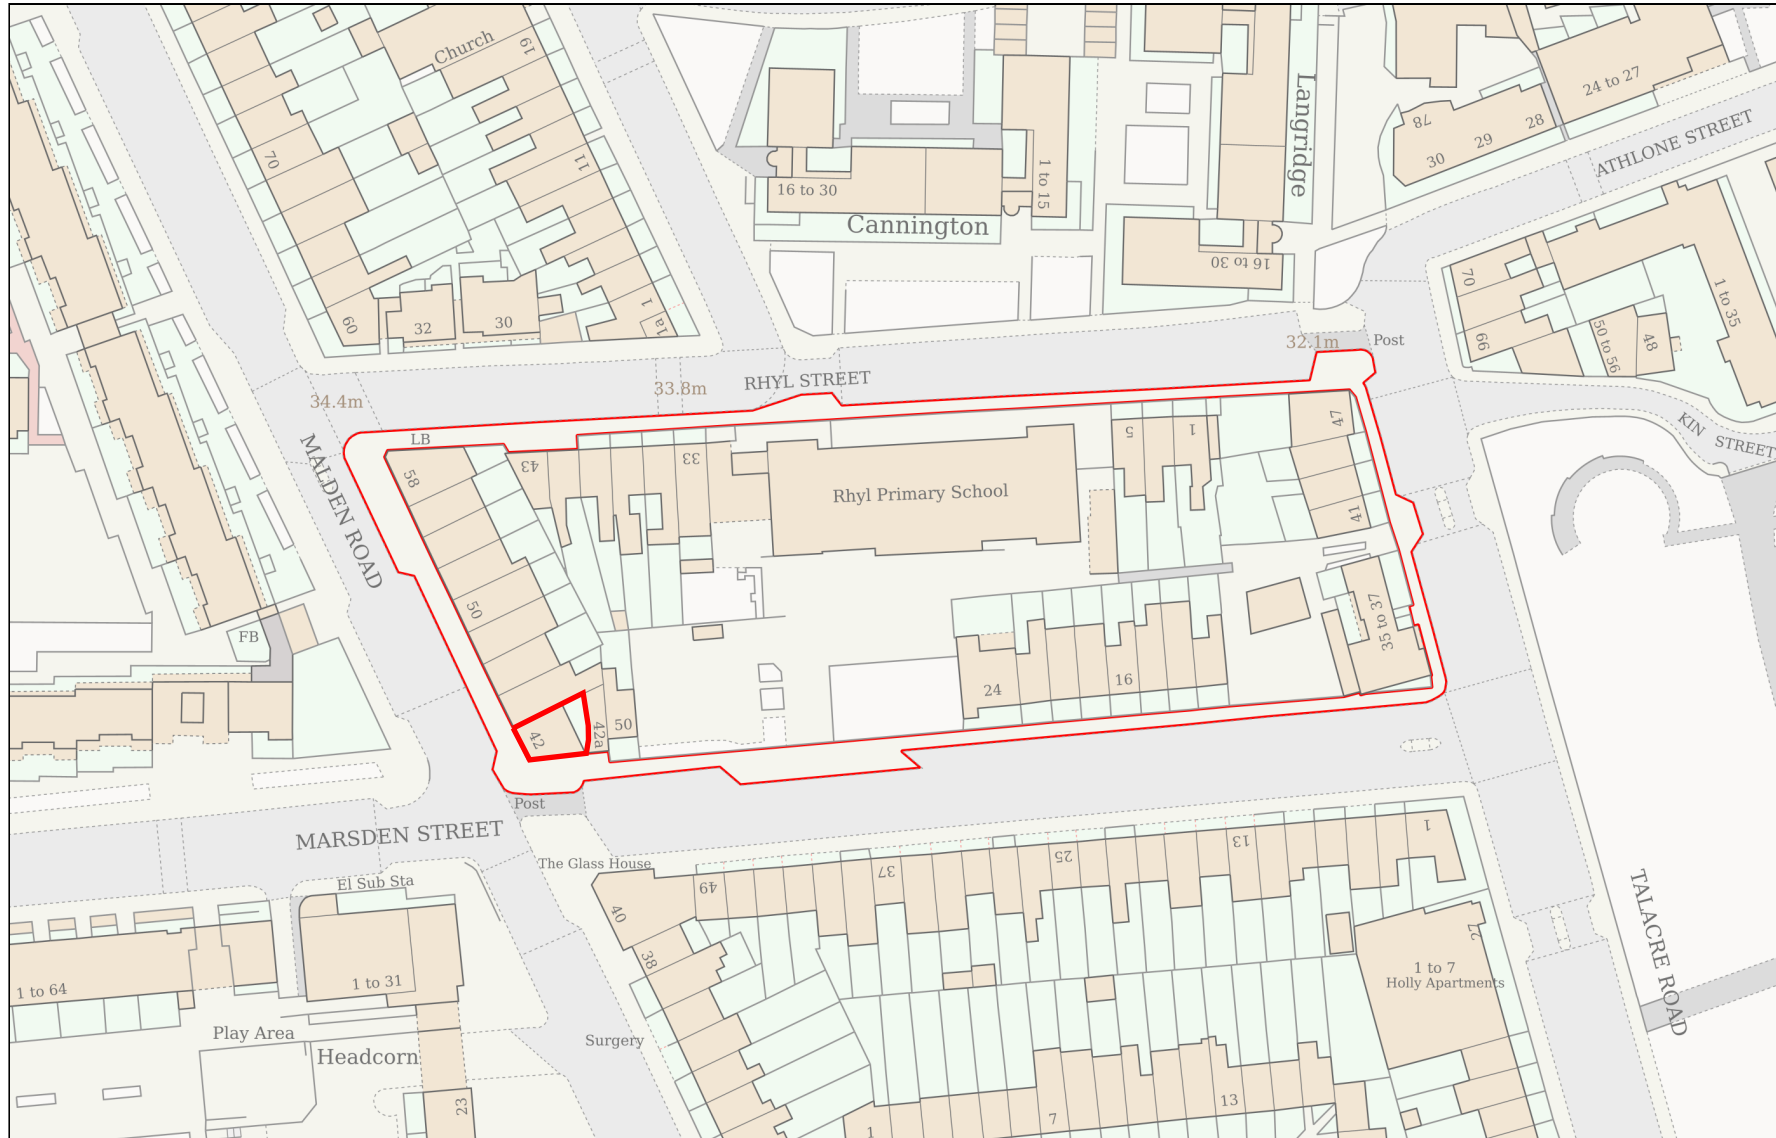 Church
19
24 to 27
78
30
29
28
ATHLONE STREET
Langridge
70
11
16 to 30
1 to 15
Cannington
16 to 30
60
32
30
1
1a
70
66
1 to 35
50 to 56
48
32.1m
Post
RHYL STREET
33.8m
34.4m
KIN STREET
LB
MALDEN ROAD
58
43
33
Rhyl Primary School
5
1
47
41
50
35 to 37
FB
24
16
42
42a
50
Post
MARSDEN STREET
The Glass House
El Sub Sta
49
37
25
13
1
40
38
27
1 to 7
Holly Apartments
TALACRE ROAD
1 to 64
1 to 31
Play Area
Headcorn
Surgery
23
1
7
13